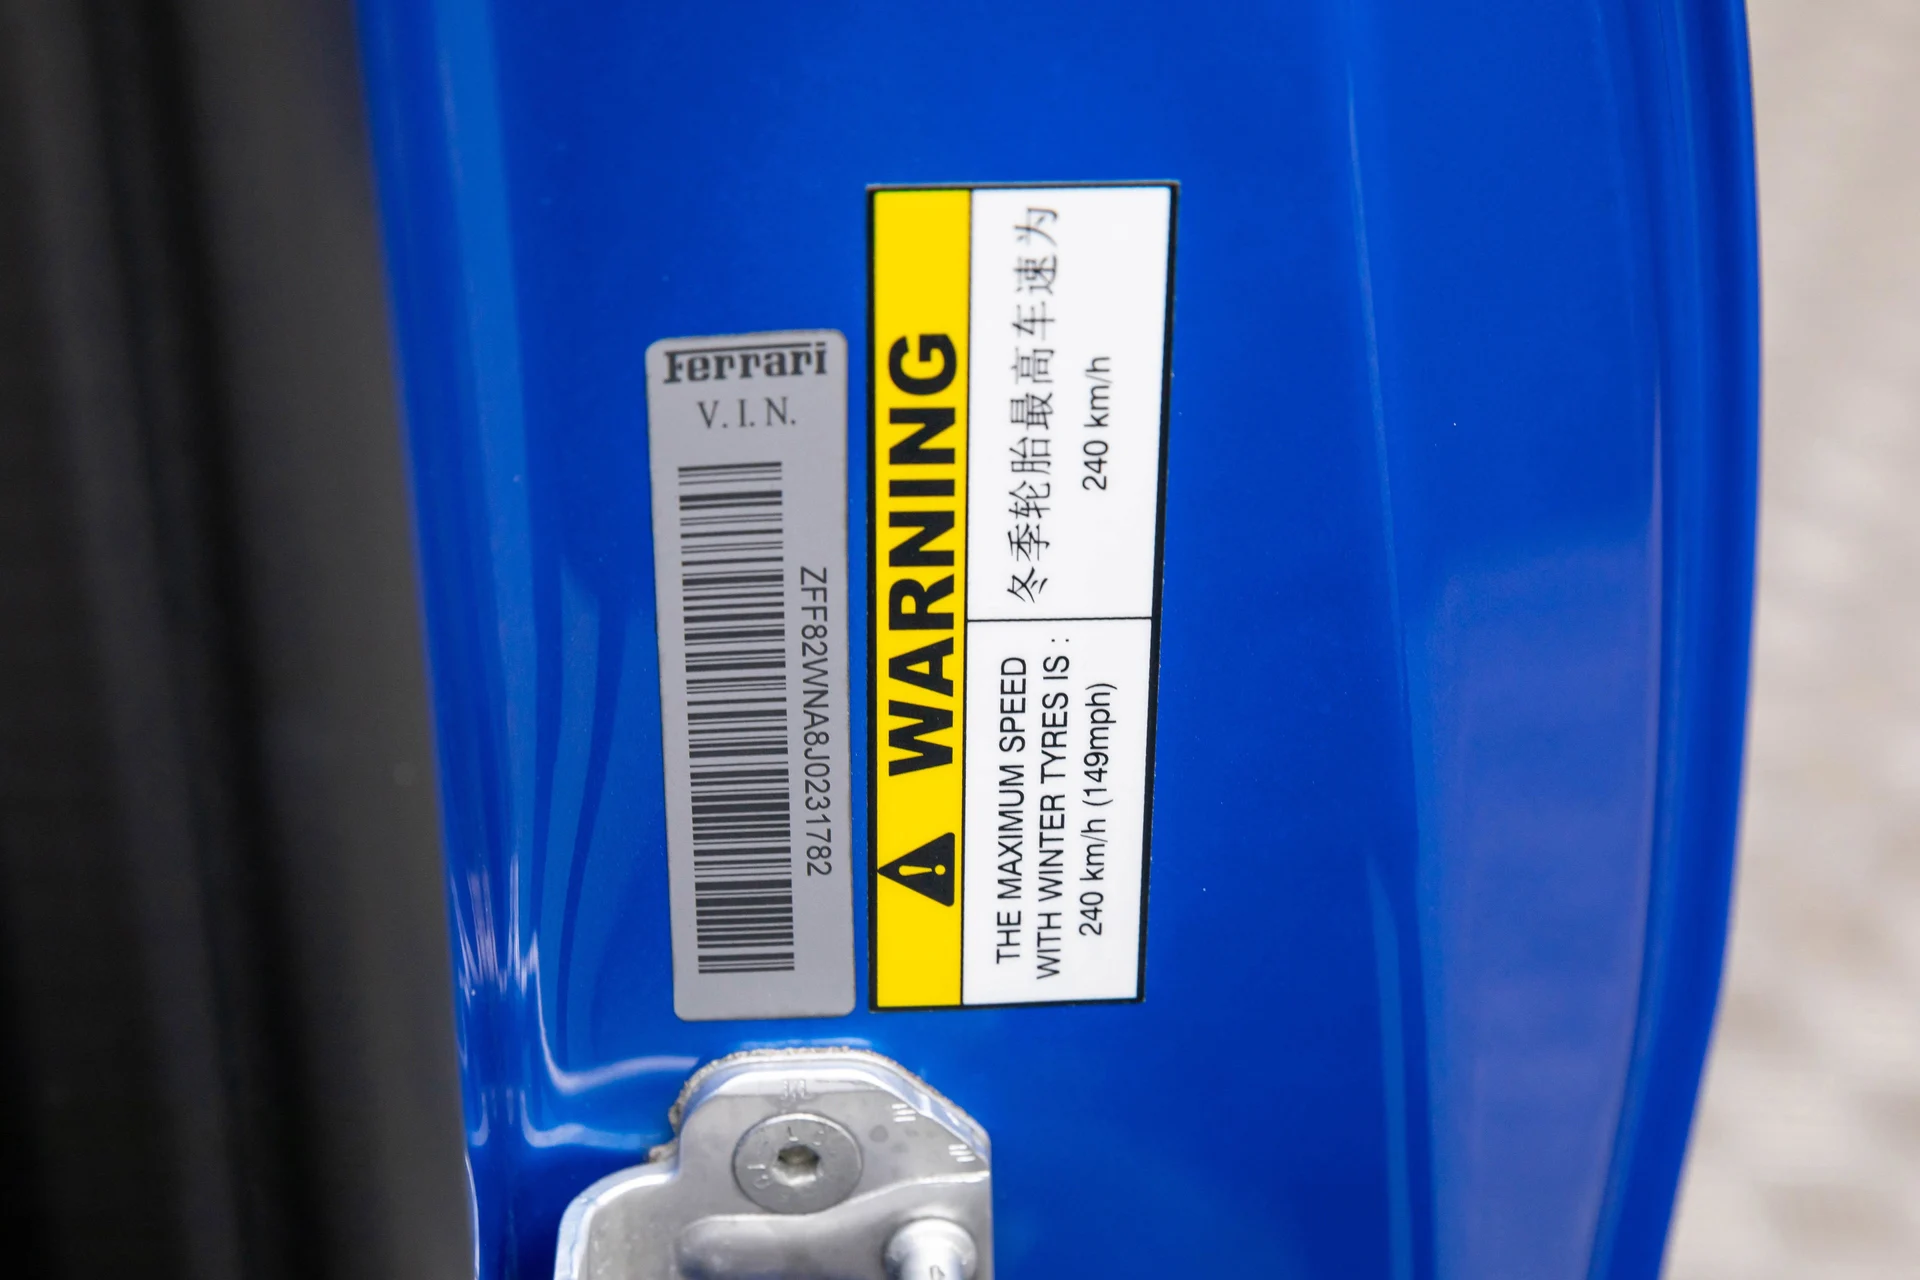 Ferrari
V.I.N.
ZFF82WNA8J0231782
WARNING
THE MAXIMUM SPEED
WITH WINTER TYRES IS :
240 km/h (149mph)
冬季轮胎最高车速为
240 km/h